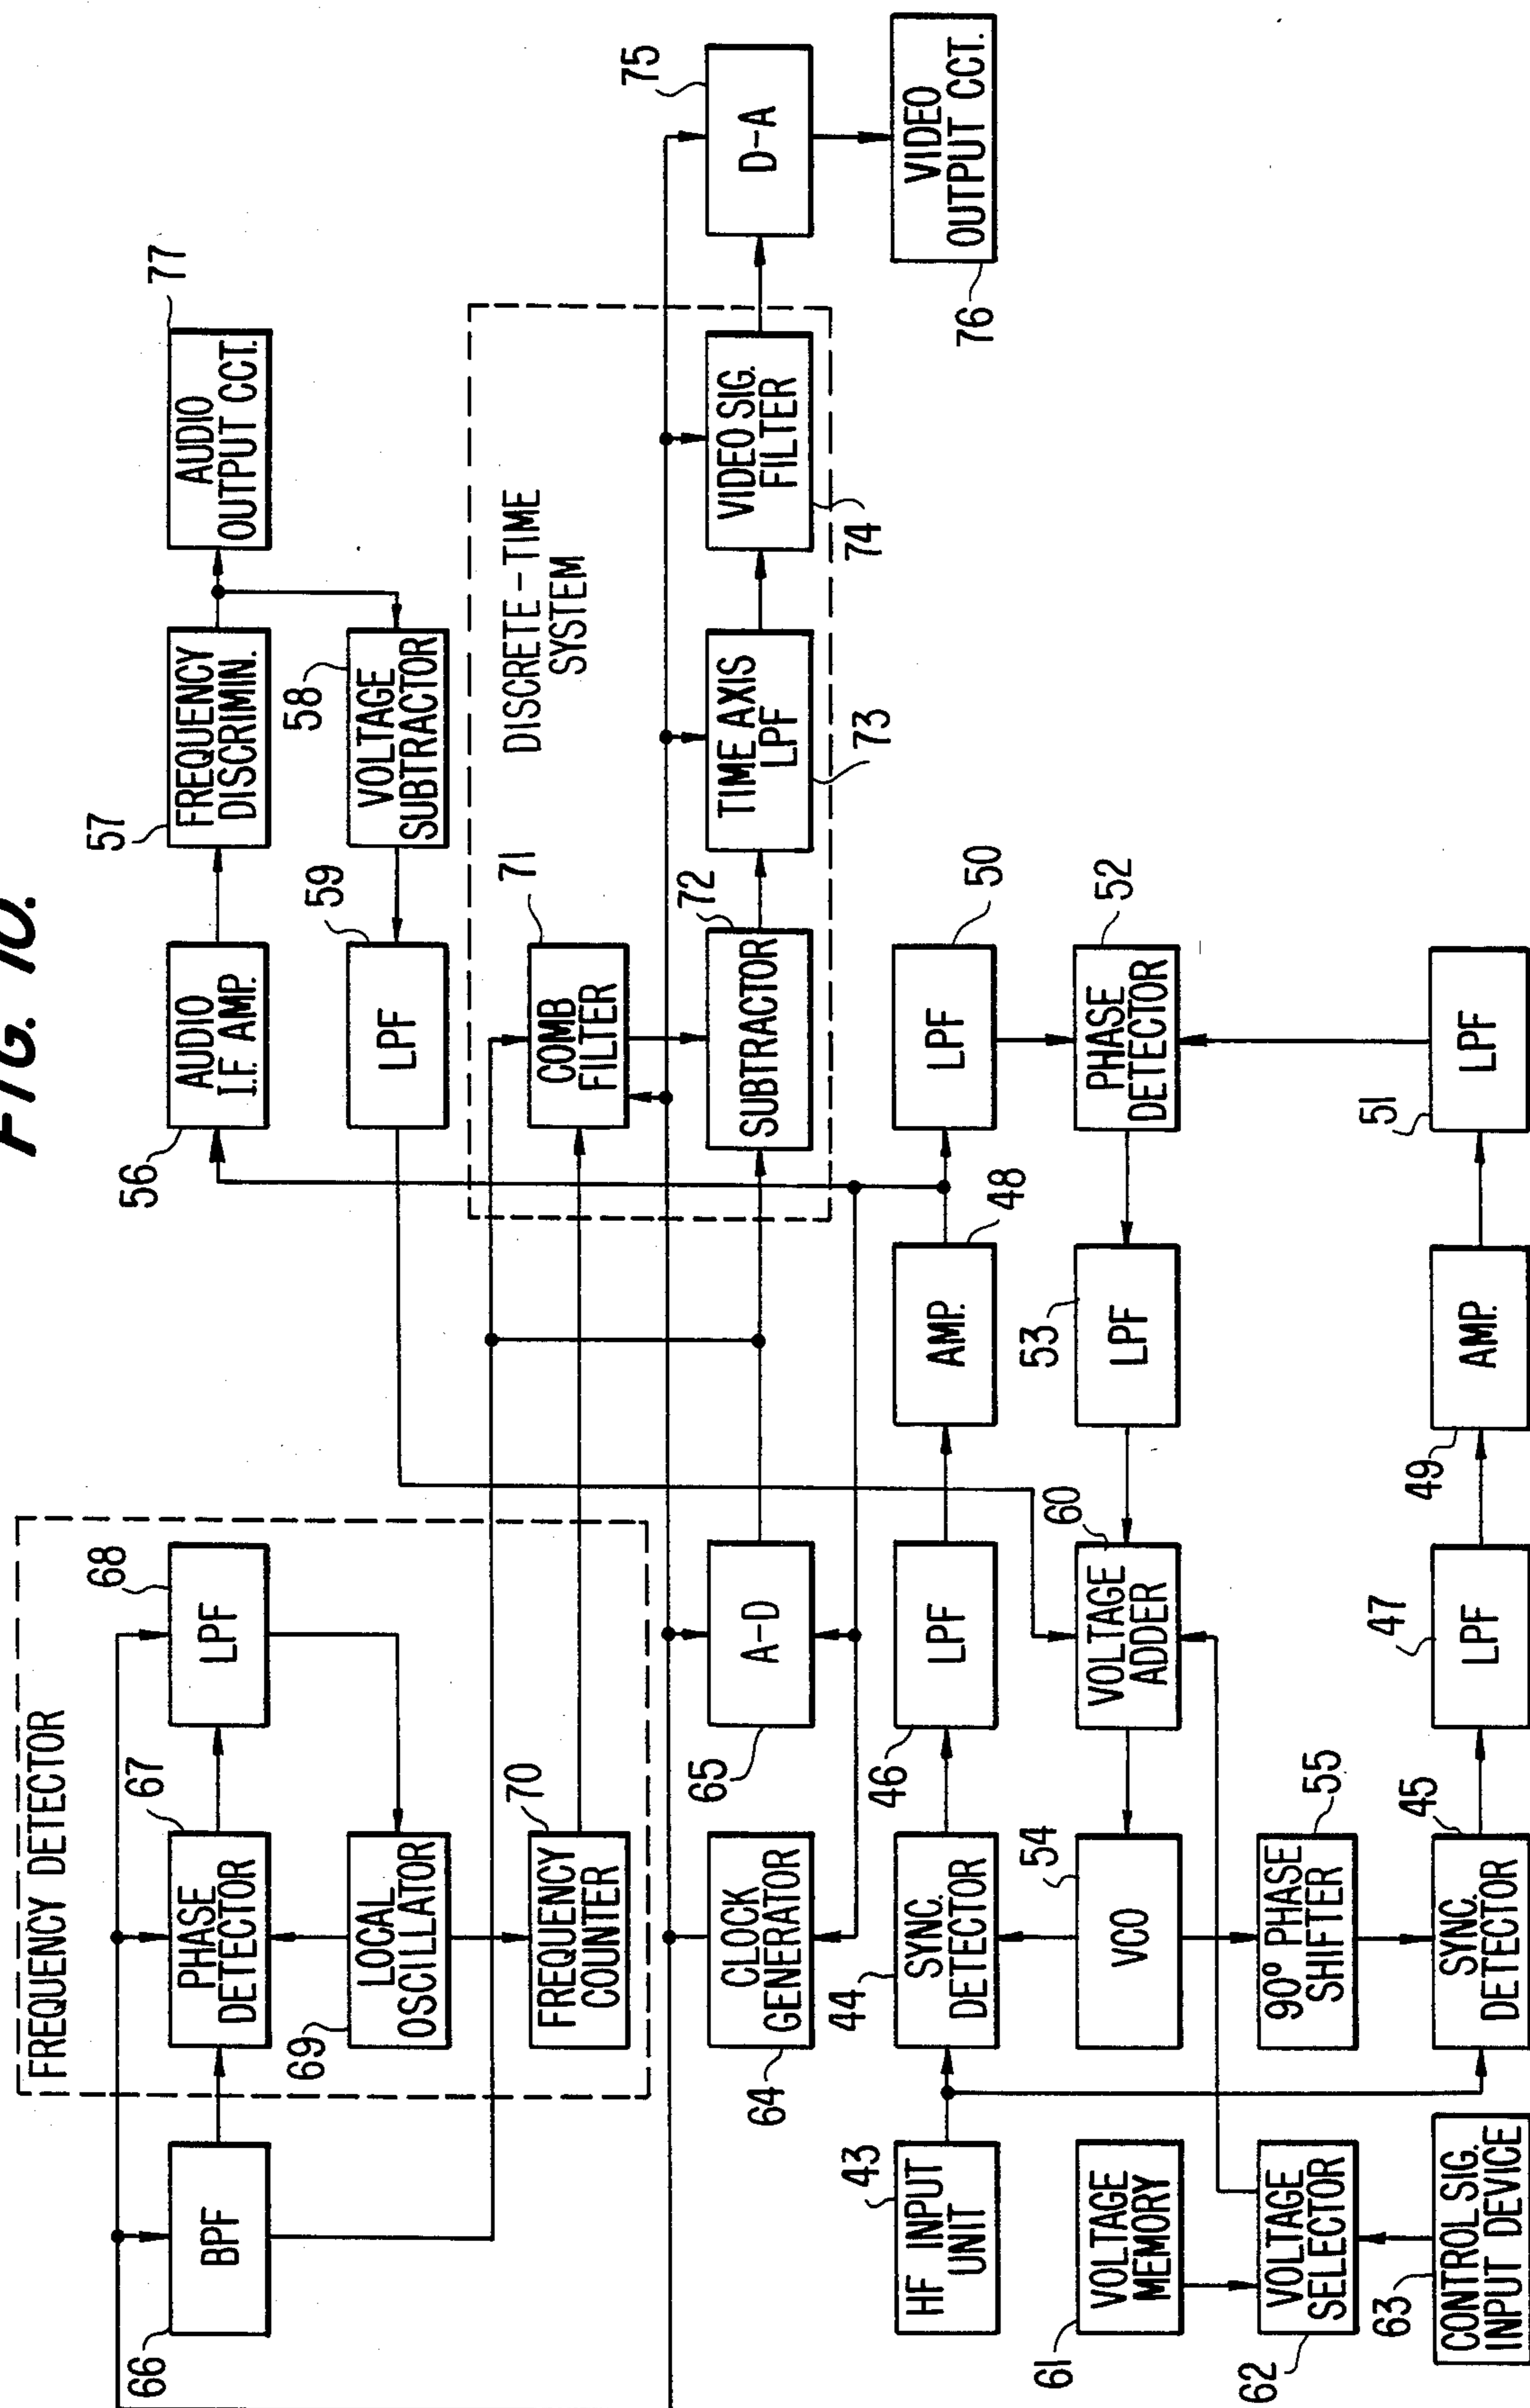 FIG. 10.
FREQUENCY DETECTOR
66
BPF
67
PHASE
DETECTOR
68
LPF
69
LOCAL
OSCILLATOR
70
FREQUENCY
COUNTER
56
AUDIO
I.F. AMP.
57
FREQUENCY
DISCRIMIN.
77
AUDIO
OUTPUT CCT.
59
LPF
58
VOLTAGE
SUBTRACTOR
DISCRETE-TIME
SYSTEM
71
COMB
FILTER
64
CLOCK
GENERATOR
65
A-D
72
SUBTRACTOR
73
TIME AXIS
LPF
74
VIDEO SIG.
FILTER
75
D-A
76
VIDEO
OUTPUT CCT.
43
HF INPUT
UNIT
44
SYNC.
DETECTOR
46
LPF
48
AMP.
50
LPF
61
VOLTAGE
MEMORY
54
VCO
60
VOLTAGE
ADDER
53
LPF
52
PHASE
DETECTOR
62
VOLTAGE
SELECTOR
55
90° PHASE
SHIFTER
63
CONTROL SIG.
INPUT DEVICE
45
SYNC.
DETECTOR
47
LPF
49
AMP.
51
LPF